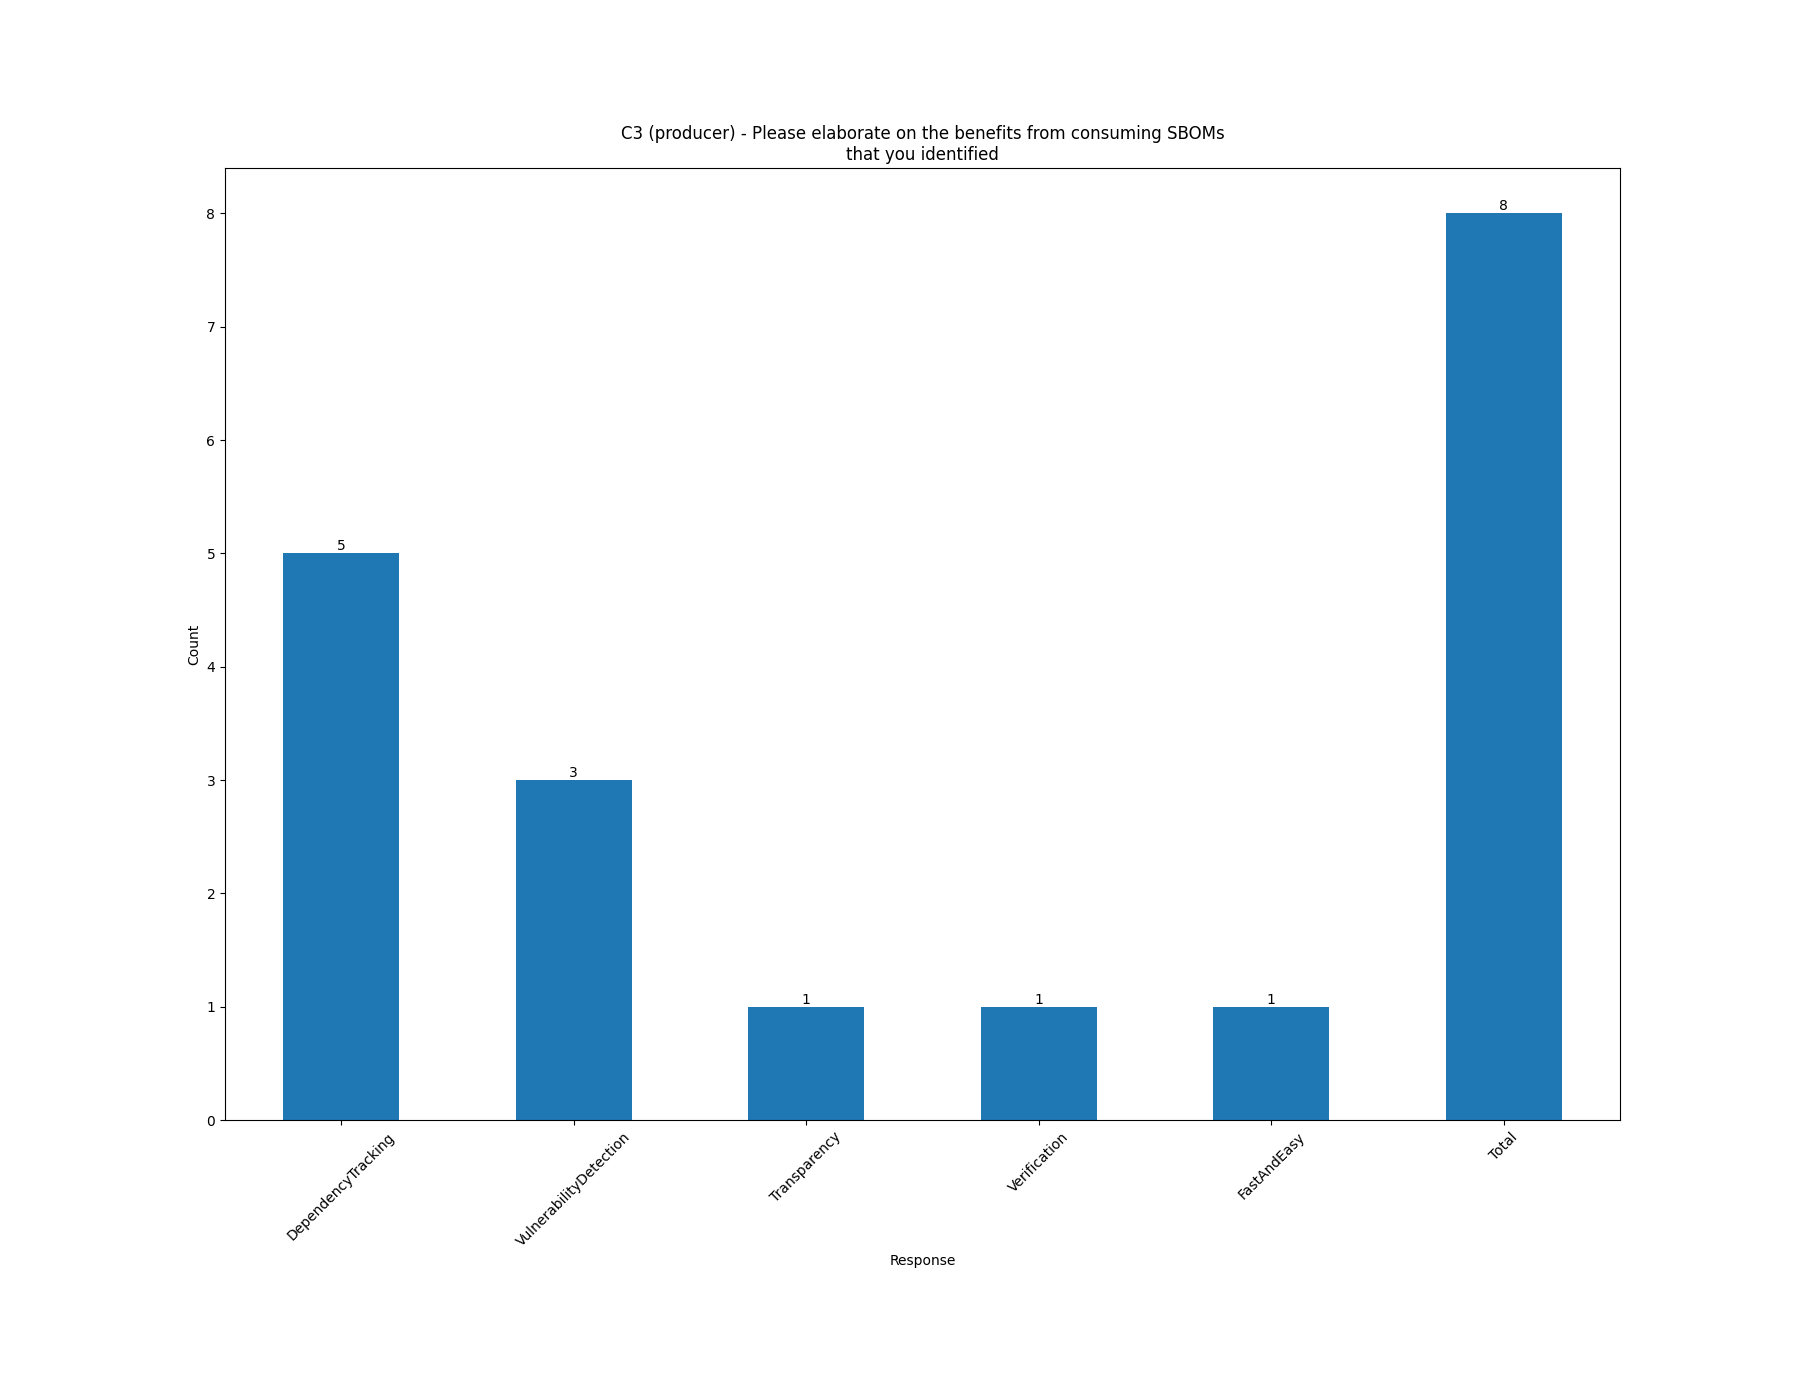 C3 (producer) - Please elaborate on the benefits from consuming SBOMs
that you identified
8
7
6
5
4
3
2
1
0
Count
5
3
1
1
1
8
DependencyTracking
VulnerabilityDetection
Transparency
Verification
FastAndEasy
Total
Response